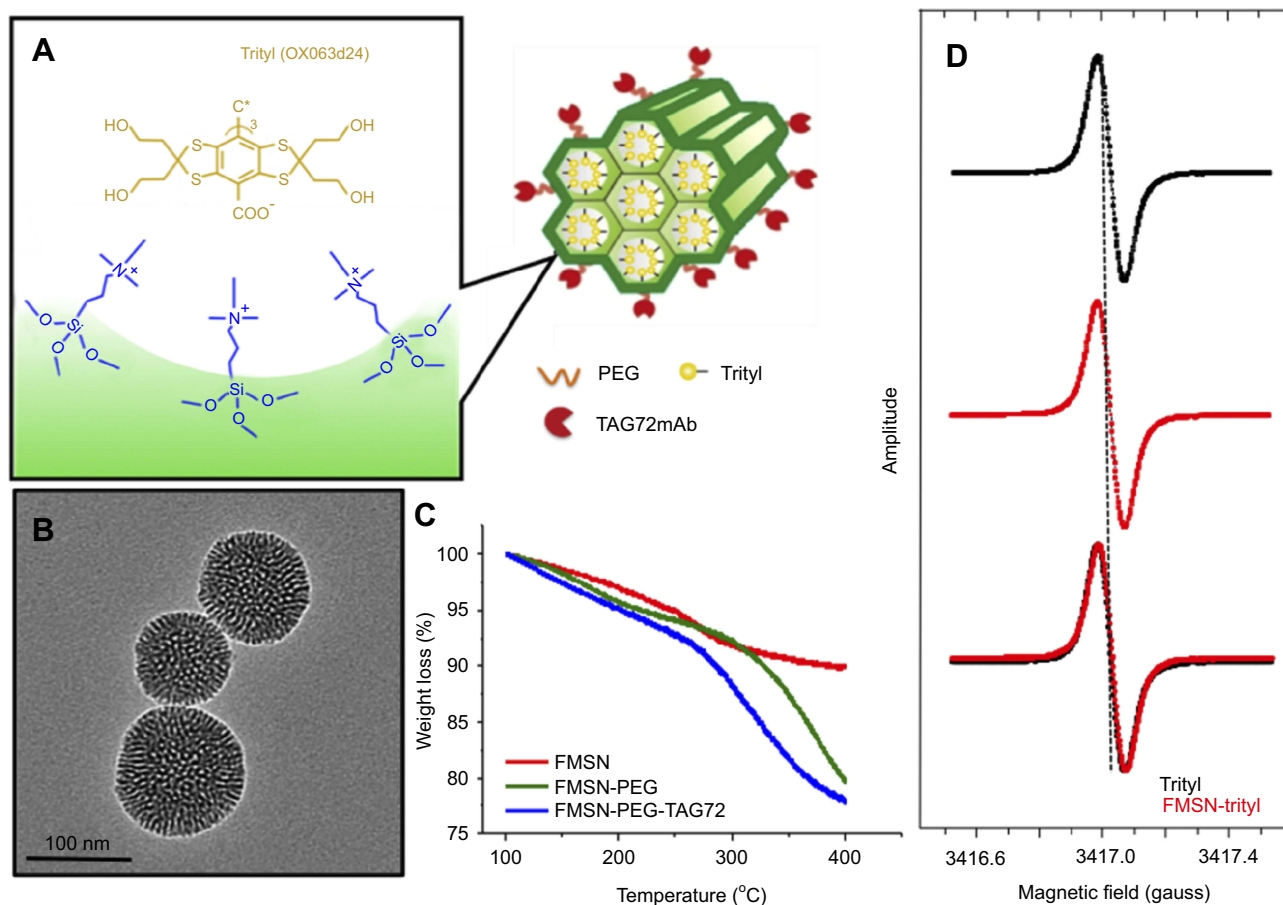 A
Trityl (OX063d24)
C*
3
HO
OH
S
S
S
S
HO
OH
COO−
N+
N+
N+
Si
O
O
O
Si
O
O
O
Si
O
O
O
PEG
Trityl
TAG72mAb
B
100 nm
C
Weight loss (%)
100
95
90
85
80
75
FMSN
FMSN-PEG
FMSN-PEG-TAG72
100
200
300
400
Temperature (°C)
D
Amplitude
Trityl
FMSN-trityl
3416.6
3417.0
3417.4
Magnetic field (gauss)